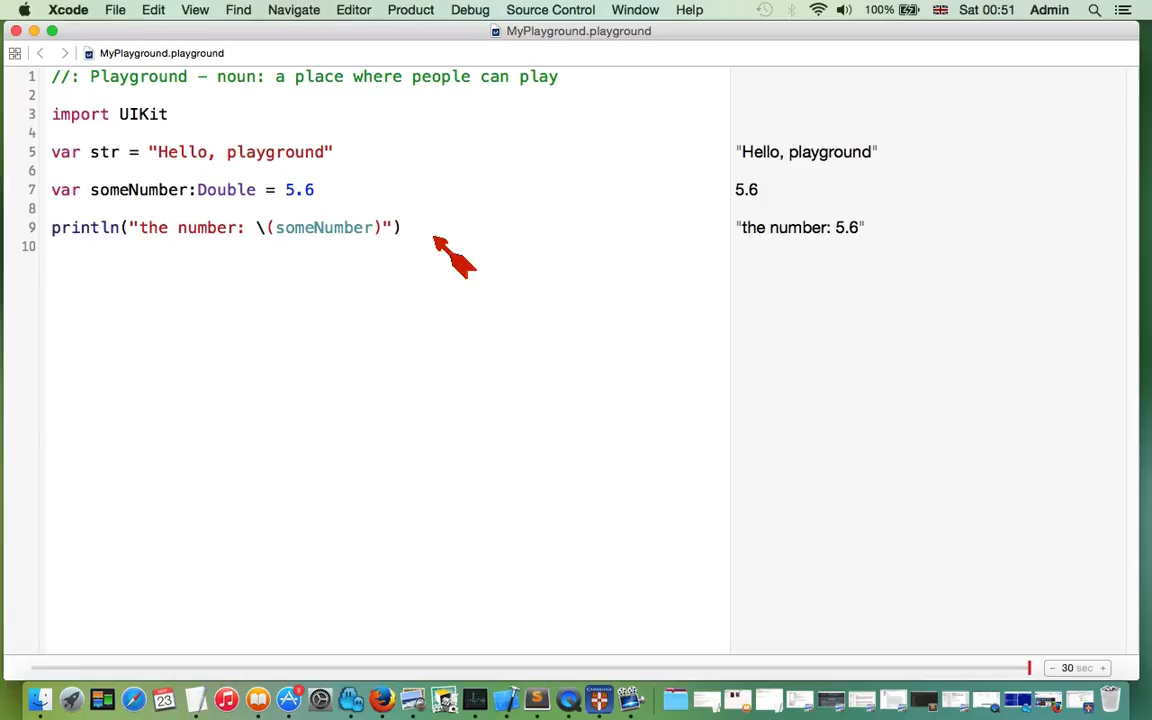 Xcode File Edit View Find Navigate Editor Product Debug Source Control Window Help 100% Sat 00:51 Admin
MyPlayground.playground
MyPlayground.playground
1 //: Playground - noun: a place where people can play
2
3 import UIKit
4
5 var str = "Hello, playground" "Hello, playground"
6
7 var someNumber:Double = 5.6 5.6
8
9 println("the number: \(someNumber)") "the number: 5.6"
10
- 30 sec +
23